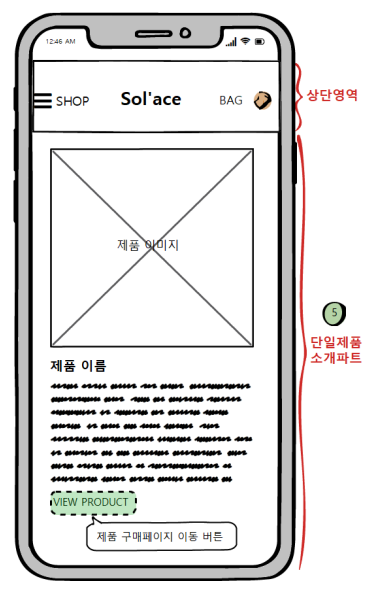 12:46 AM
SHOP
Sol'ace
BAG
상단영역
제품 이미지
5
단일제품
소개파트
제품 이름
VIEW PRODUCT
제품 구매페이지 이동 버튼